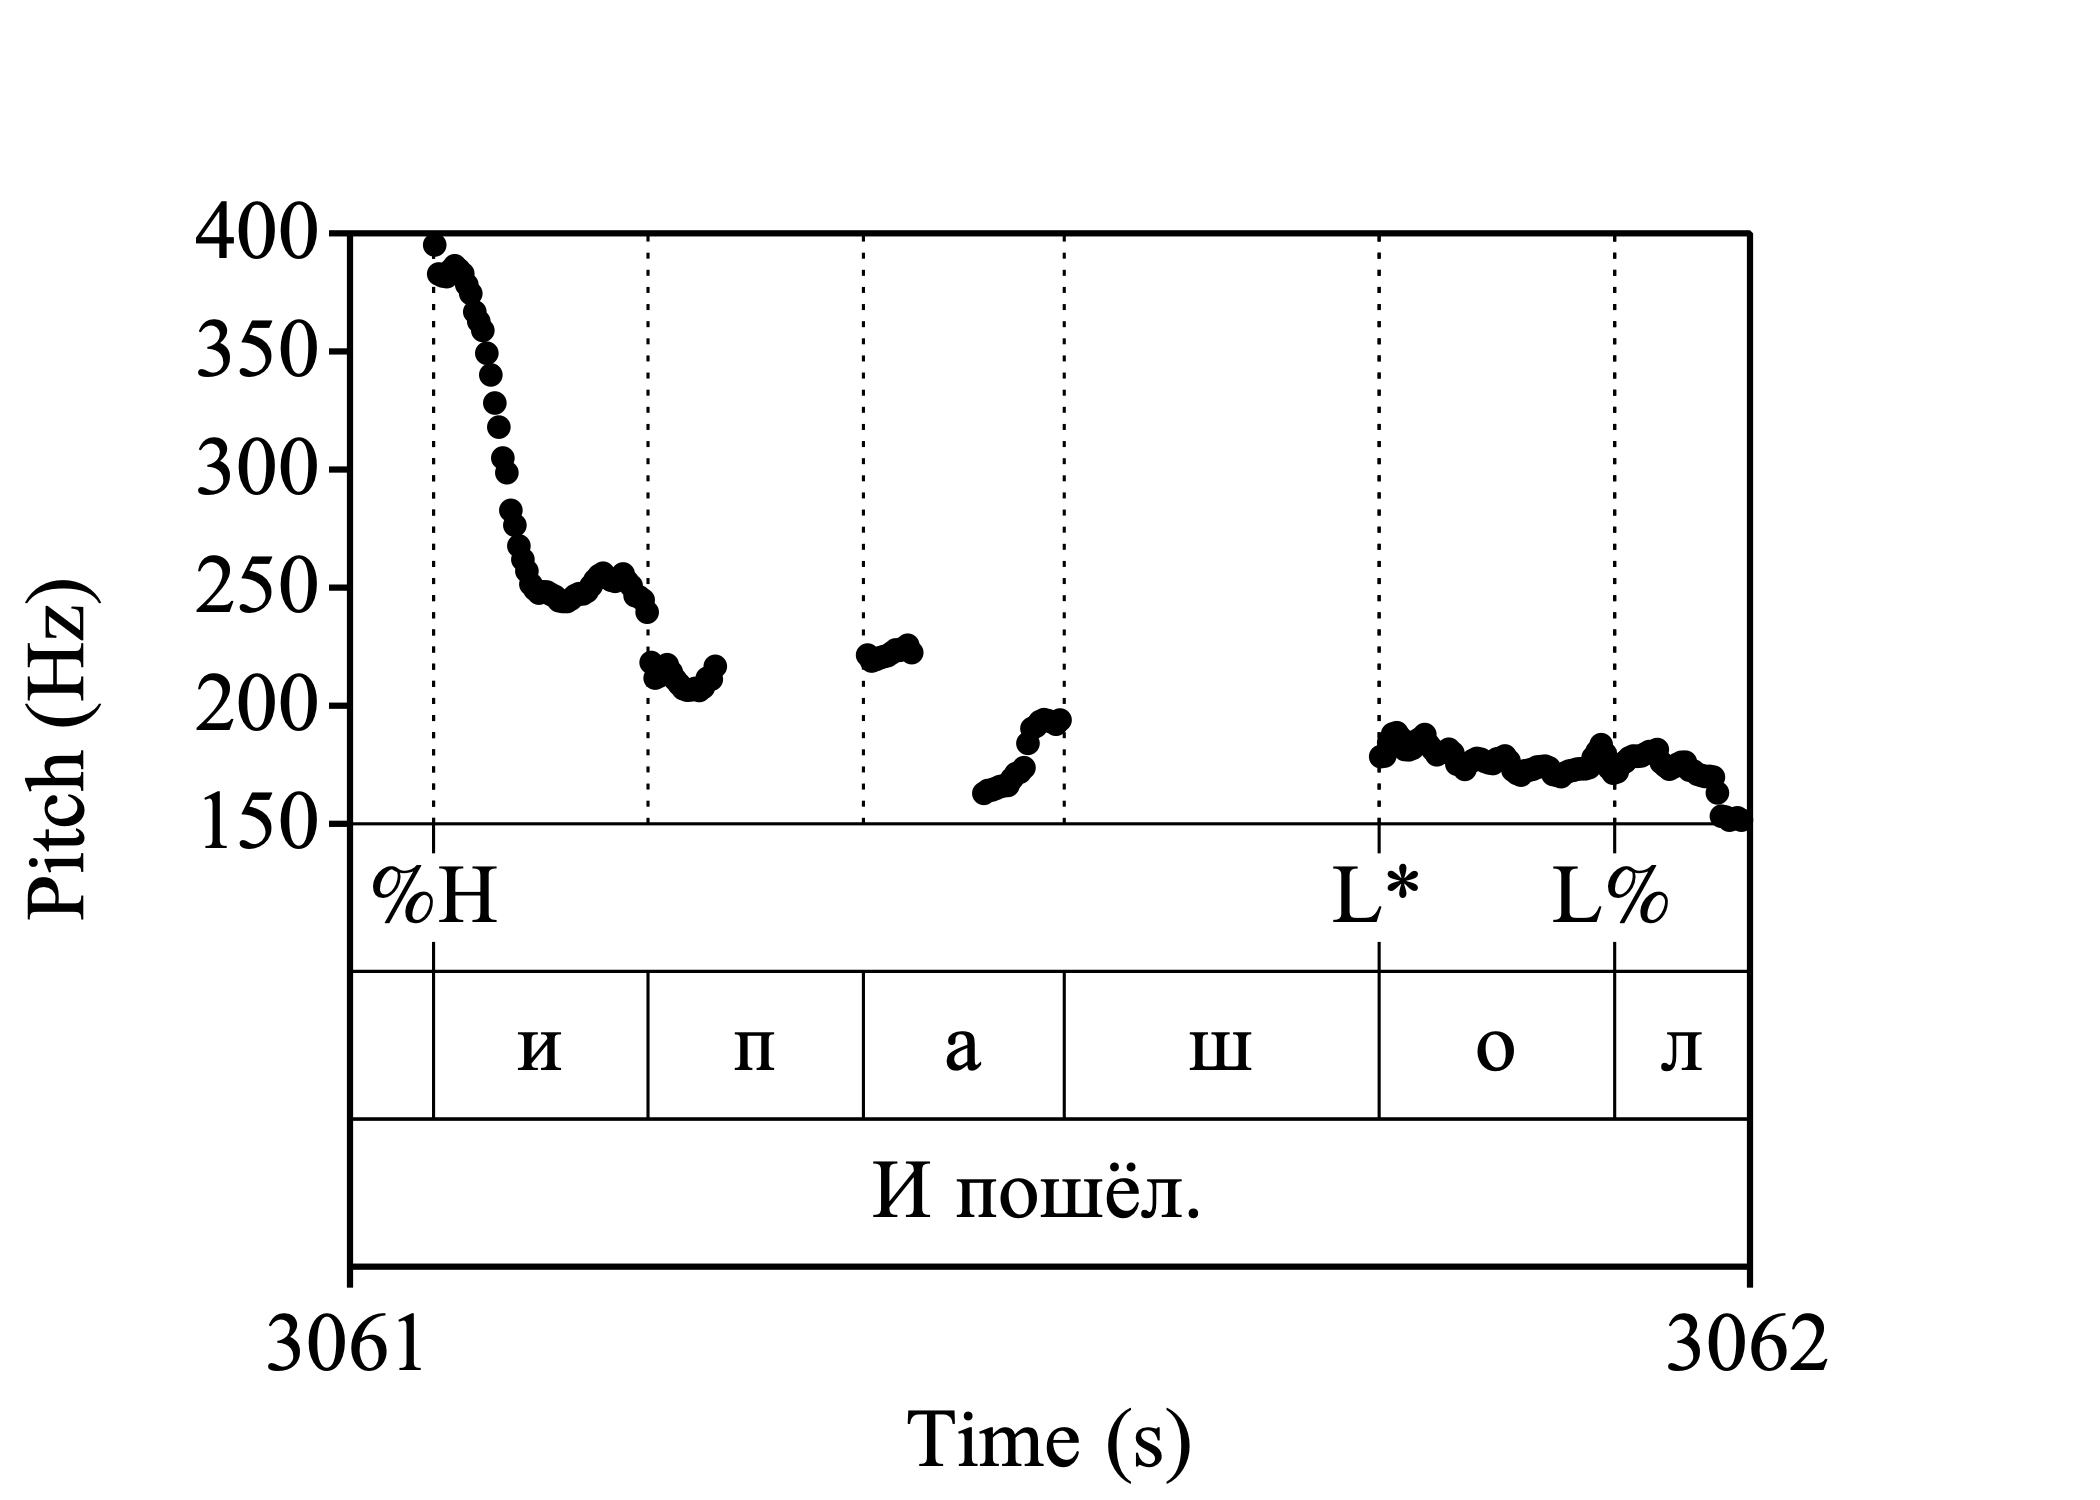 Pitch (Hz)
400
350
300
250
200
150
%H L* L%
и п а ш о л
И пошёл.
3061 3062
Time (s)